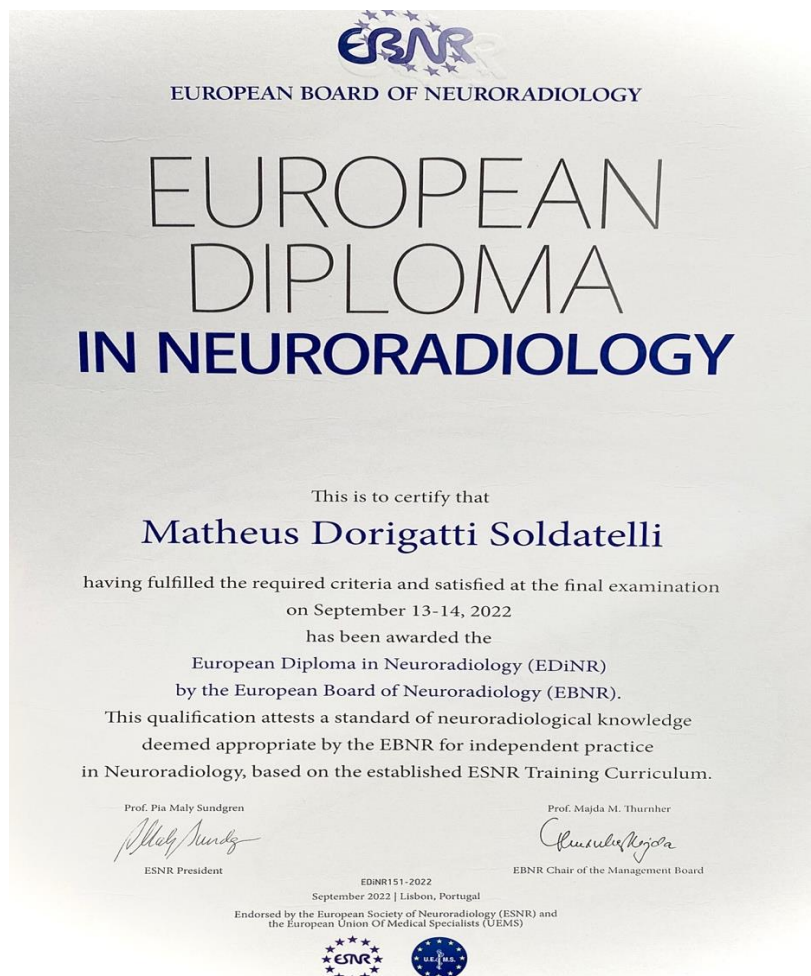 EBNR
EUROPEAN BOARD OF NEURORADIOLOGY
EUROPEAN
DIPLOMA
IN NEURORADIOLOGY
This is to certify that
Matheus Dorigatti Soldatelli
having fulfilled the required criteria and satisfied at the final examination
on September 13-14, 2022
has been awarded the
European Diploma in Neuroradiology (EDiNR)
by the European Board of Neuroradiology (EBNR).
This qualification attests a standard of neuroradiological knowledge
deemed appropriate by the EBNR for independent practice
in Neuroradiology, based on the established ESNR Training Curriculum.
Prof. Pia Maly Sundgren
ESNR President
Prof. Majda M. Thurnher
EBNR Chair of the Management Board
EDiNR151-2022
September 2022 | Lisbon, Portugal
Endorsed by the European Society of Neuroradiology (ESNR) and
the European Union Of Medical Specialists (UEMS)
ESNR
U.E.M.S.